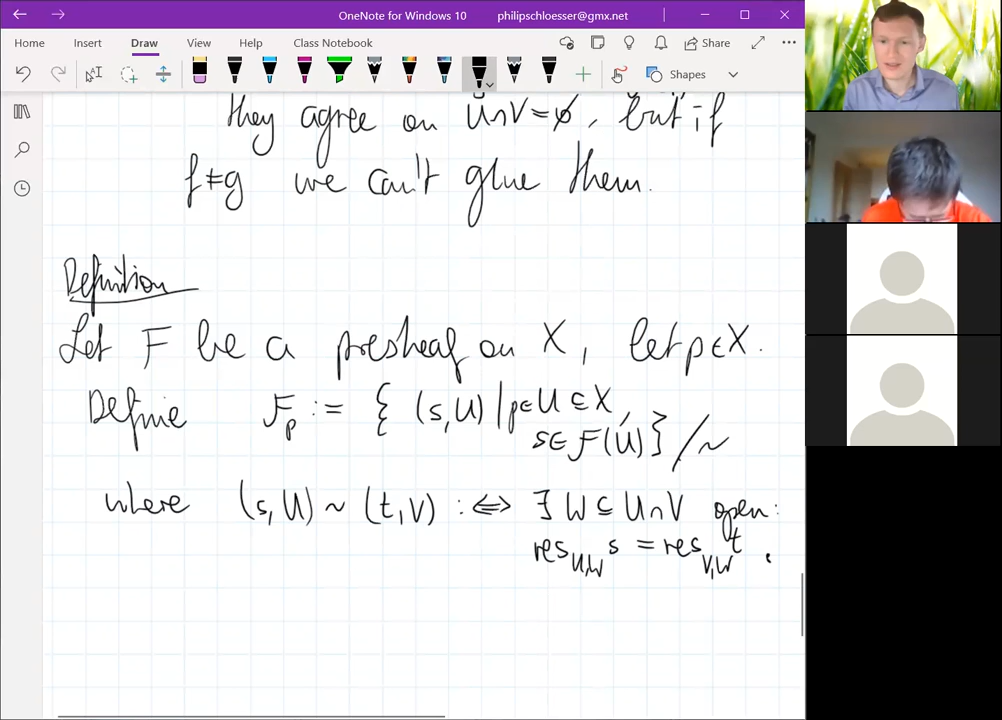 OneNote for Windows 10
philipschloesser@gmx.net
Home Insert Draw View Help Class Notebook
Share
Shapes
they agree on U∩V=∅, but if
f≠g we can't glue them.
Definition
Let F be a presheaf on X, let p∈X.
Define F_p := { (s,U) | p∈U⊆X,
s∈F(U)} /~
where (s,U) ~ (t,V) :⟺ ∃ W ⊆ U∩V open:
res_{U,W} s = res_{V,W} t .